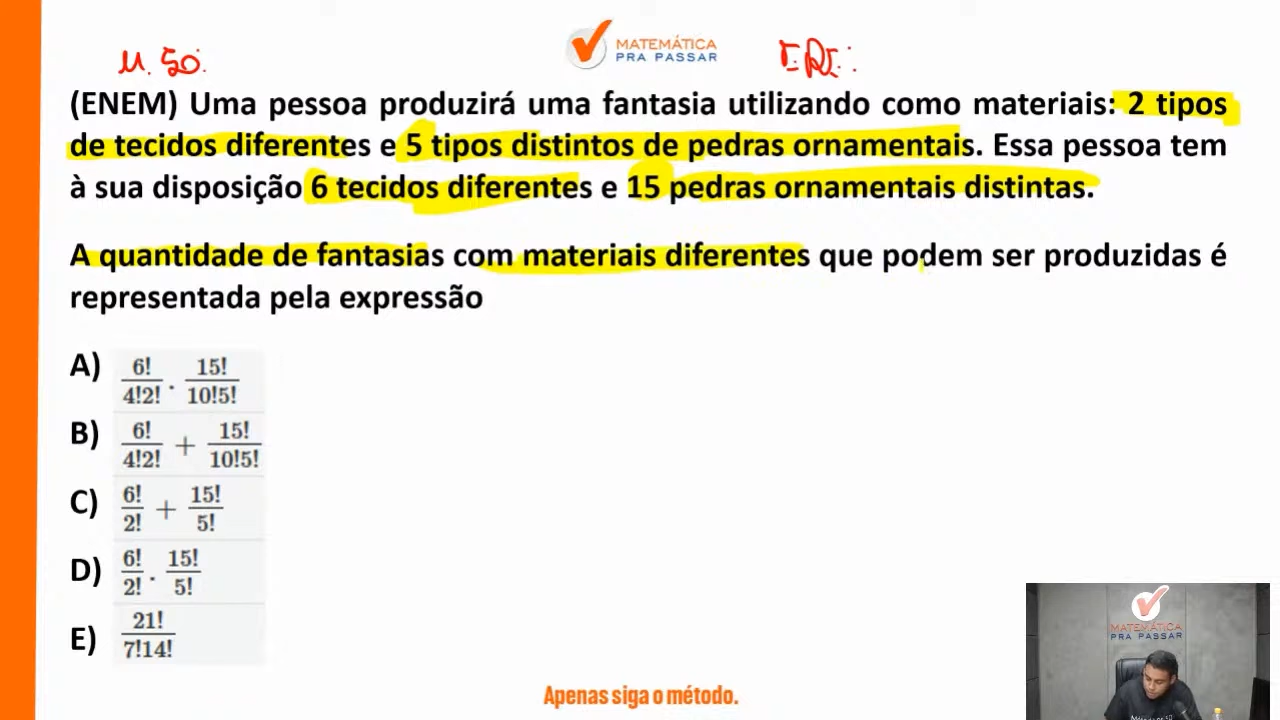 MATEMÁTICA
PRA PASSAR
(ENEM) Uma pessoa produzirá uma fantasia utilizando como materiais: 2 tipos
de tecidos diferentes e 5 tipos distintos de pedras ornamentais. Essa pessoa tem
à sua disposição 6 tecidos diferentes e 15 pedras ornamentais distintas.
A quantidade de fantasias com materiais diferentes que podem ser produzidas é
representada pela expressão
A) 6!/4!2! . 15!/10!5!
B) 6!/4!2! + 15!/10!5!
C) 6!/2! + 15!/5!
D) 6!/2! . 15!/5!
E) 21!/7!14!
MATEMÁTICA
PRA PASSAR
Apenas siga o método.